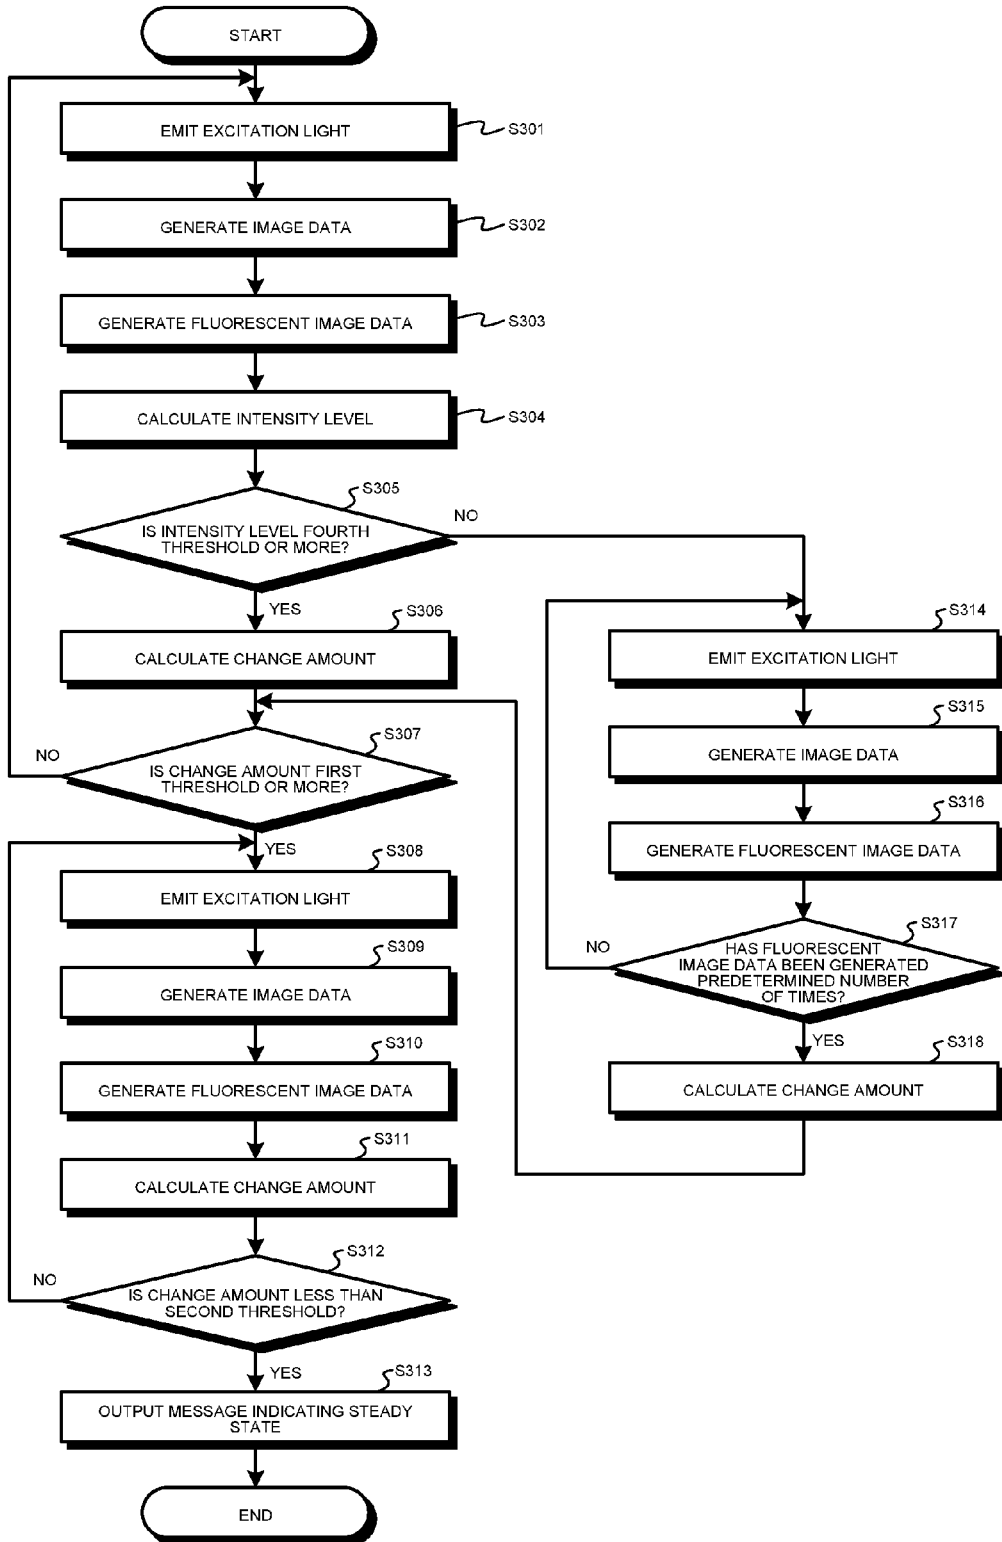 START
EMIT EXCITATION LIGHT
S301
GENERATE IMAGE DATA
S302
GENERATE FLUORESCENT IMAGE DATA
S303
CALCULATE INTENSITY LEVEL
S304
S305
IS INTENSITY LEVEL FOURTH
THRESHOLD OR MORE?
NO
YES
S306
CALCULATE CHANGE AMOUNT
S307
NO
IS CHANGE AMOUNT FIRST
THRESHOLD OR MORE?
YES
S308
EMIT EXCITATION LIGHT
S309
GENERATE IMAGE DATA
S310
GENERATE FLUORESCENT IMAGE DATA
S311
CALCULATE CHANGE AMOUNT
S312
NO
IS CHANGE AMOUNT LESS THAN
SECOND THRESHOLD?
YES
S313
OUTPUT MESSAGE INDICATING STEADY
STATE
END
S314
EMIT EXCITATION LIGHT
S315
GENERATE IMAGE DATA
S316
GENERATE FLUORESCENT IMAGE DATA
S317
NO
HAS FLUORESCENT
IMAGE DATA BEEN GENERATED
PREDETERMINED NUMBER
OF TIMES?
YES
S318
CALCULATE CHANGE AMOUNT